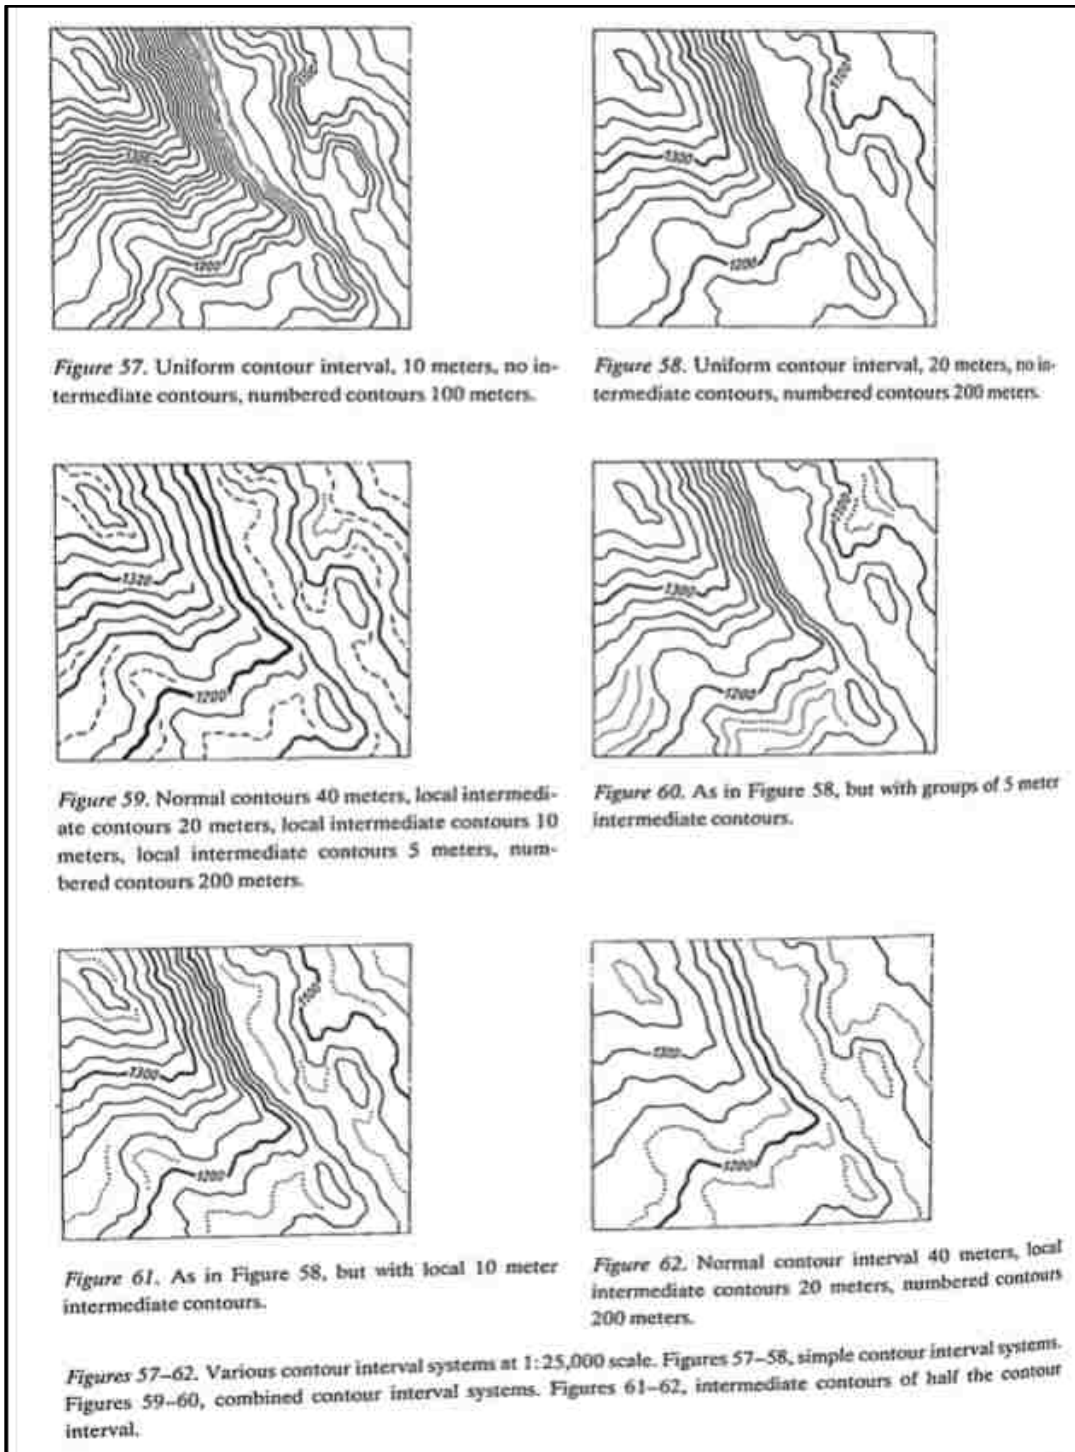 1100
1300
1200
Figure 57. Uniform contour interval, 10 meters, no in-
termediate contours, numbered contours 100 meters.
1100
1300
1200
Figure 58. Uniform contour interval, 20 meters, no in-
termediate contours, numbered contours 200 meters.
1320
1200
Figure 59. Normal contours 40 meters, local intermedi-
ate contours 20 meters, local intermediate contours 10
meters, local intermediate contours 5 meters, num-
bered contours 200 meters.
1100
1300
1200
Figure 60. As in Figure 58, but with groups of 5 meter
intermediate contours.
1100
1300
1200
Figure 61. As in Figure 58, but with local 10 meter
intermediate contours.
1300
1200
Figure 62. Normal contour interval 40 meters, local
intermediate contours 20 meters, numbered contours
200 meters.
Figures 57–62. Various contour interval systems at 1:25,000 scale. Figures 57–58, simple contour interval systems.
Figures 59–60, combined contour interval systems. Figures 61–62, intermediate contours of half the contour
interval.